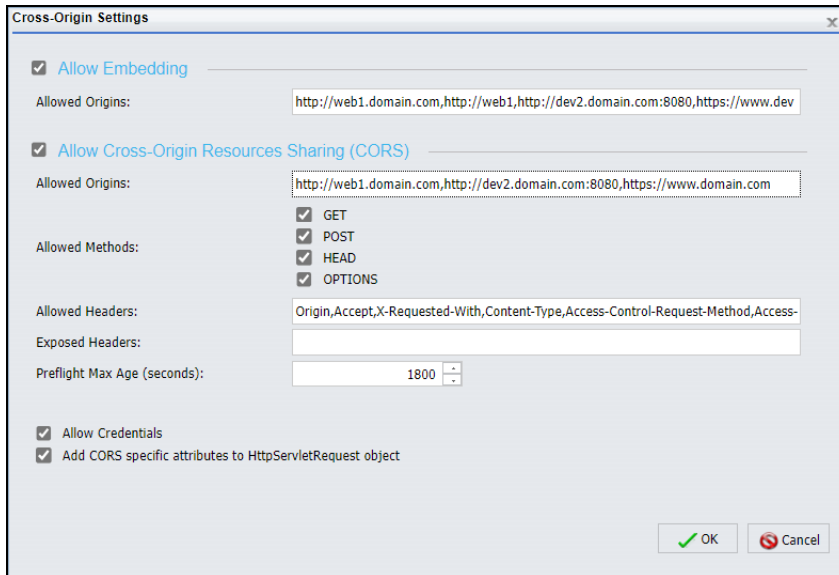 Cross-Origin Settings
x
Allow Embedding
Allowed Origins: http://web1.domain.com,http://web1,http://dev2.domain.com:8080,https://www.dev
Allow Cross-Origin Resources Sharing (CORS)
Allowed Origins: http://web1.domain.com,http://dev2.domain.com:8080,https://www.domain.com
Allowed Methods:
GET
POST
HEAD
OPTIONS
Allowed Headers: Origin,Accept,X-Requested-With,Content-Type,Access-Control-Request-Method,Access-
Exposed Headers:
Preflight Max Age (seconds): 1800
Allow Credentials
Add CORS specific attributes to HttpServletRequest object
OK Cancel